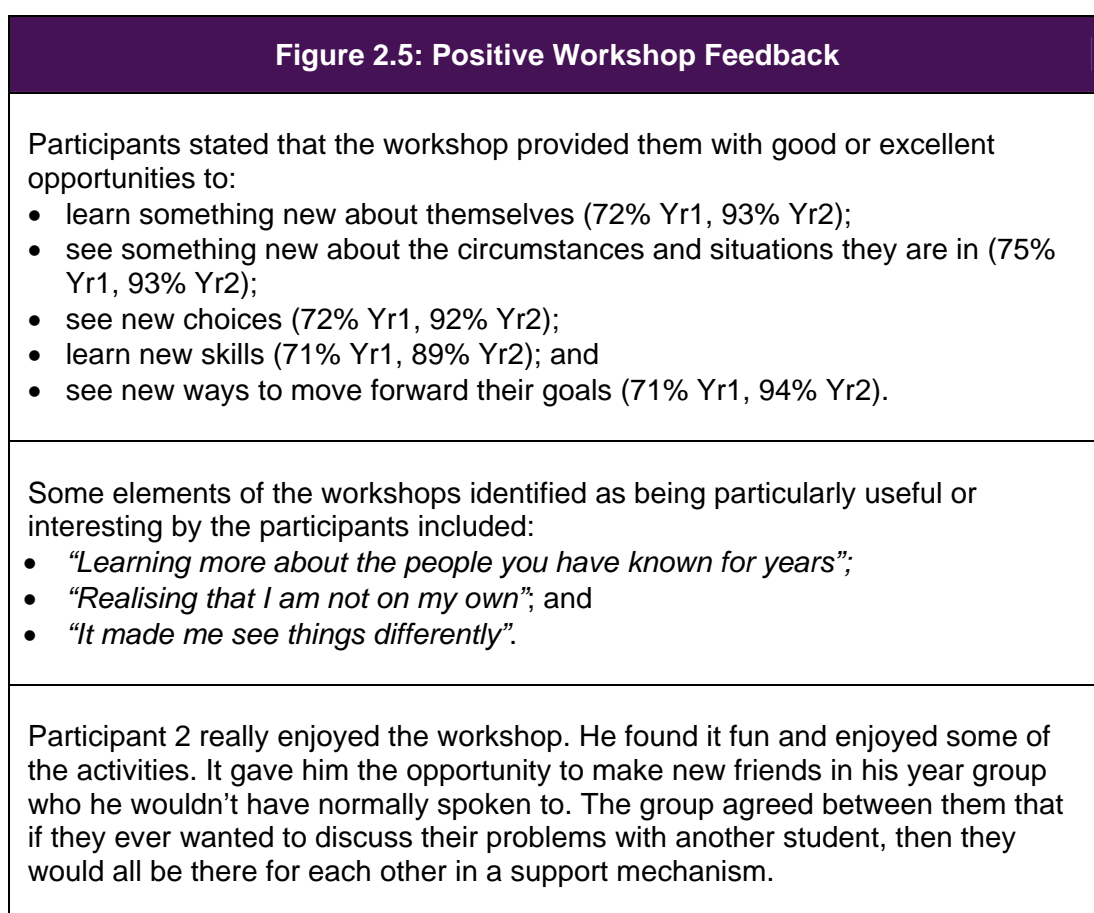 Figure 2.5: Positive Workshop Feedback
Participants stated that the workshop provided them with good or excellent
opportunities to:
• learn something new about themselves (72% Yr1, 93% Yr2);
• see something new about the circumstances and situations they are in (75%
Yr1, 93% Yr2);
• see new choices (72% Yr1, 92% Yr2);
• learn new skills (71% Yr1, 89% Yr2); and
• see new ways to move forward their goals (71% Yr1, 94% Yr2).
Some elements of the workshops identified as being particularly useful or
interesting by the participants included:
• “Learning more about the people you have known for years”;
• “Realising that I am not on my own”; and
• “It made me see things differently”.
Participant 2 really enjoyed the workshop. He found it fun and enjoyed some of
the activities. It gave him the opportunity to make new friends in his year group
who he wouldn’t have normally spoken to. The group agreed between them that
if they ever wanted to discuss their problems with another student, then they
would all be there for each other in a support mechanism.